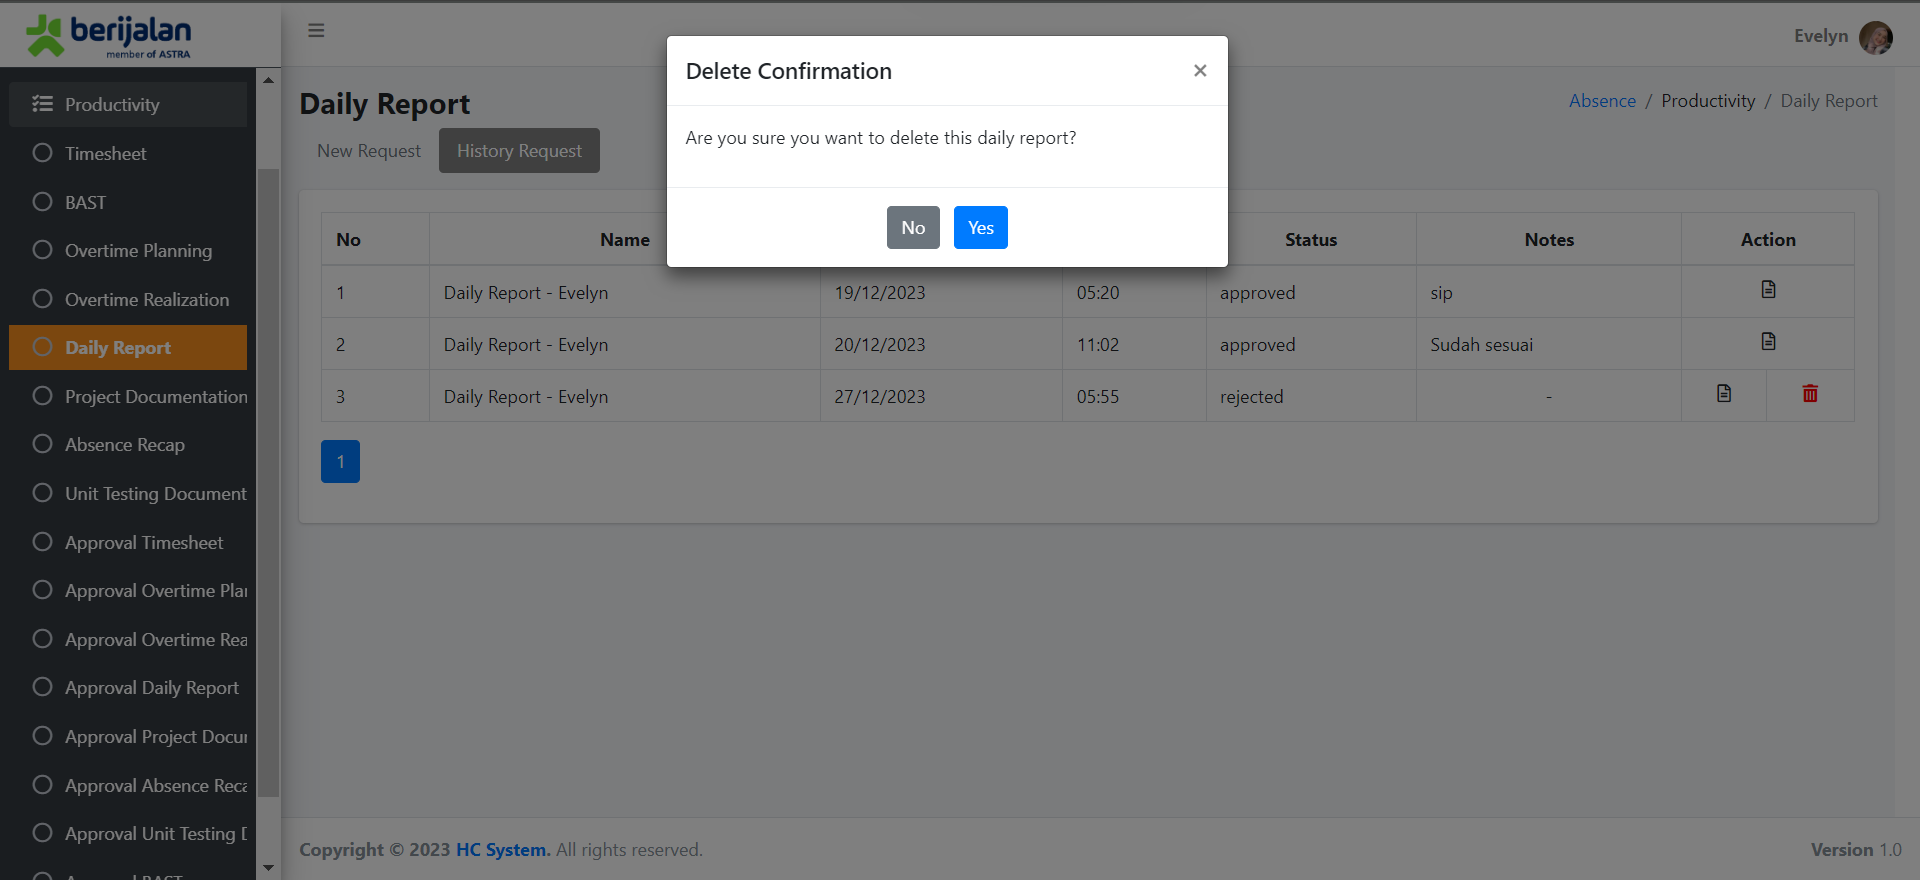 berijalan
member of ASTRA
Evelyn
Productivity
Timesheet
BAST
Overtime Planning
Overtime Realization
Daily Report
Project Documentation
Absence Recap
Unit Testing Document
Approval Timesheet
Approval Overtime Plan
Approval Overtime Rea
Approval Daily Report
Approval Project Docu
Approval Absence Reca
Approval Unit Testing
Daily Report
Absence / Productivity / Daily Report
New Request History Request
Delete Confirmation ×
Are you sure you want to delete this daily report?
No Yes
No Name Status Notes Action
1 Daily Report - Evelyn 19/12/2023 05:20 approved sip
2 Daily Report - Evelyn 20/12/2023 11:02 approved Sudah sesuai
3 Daily Report - Evelyn 27/12/2023 05:55 rejected -
1
Copyright © 2023 HC System. All rights reserved.
Version 1.0